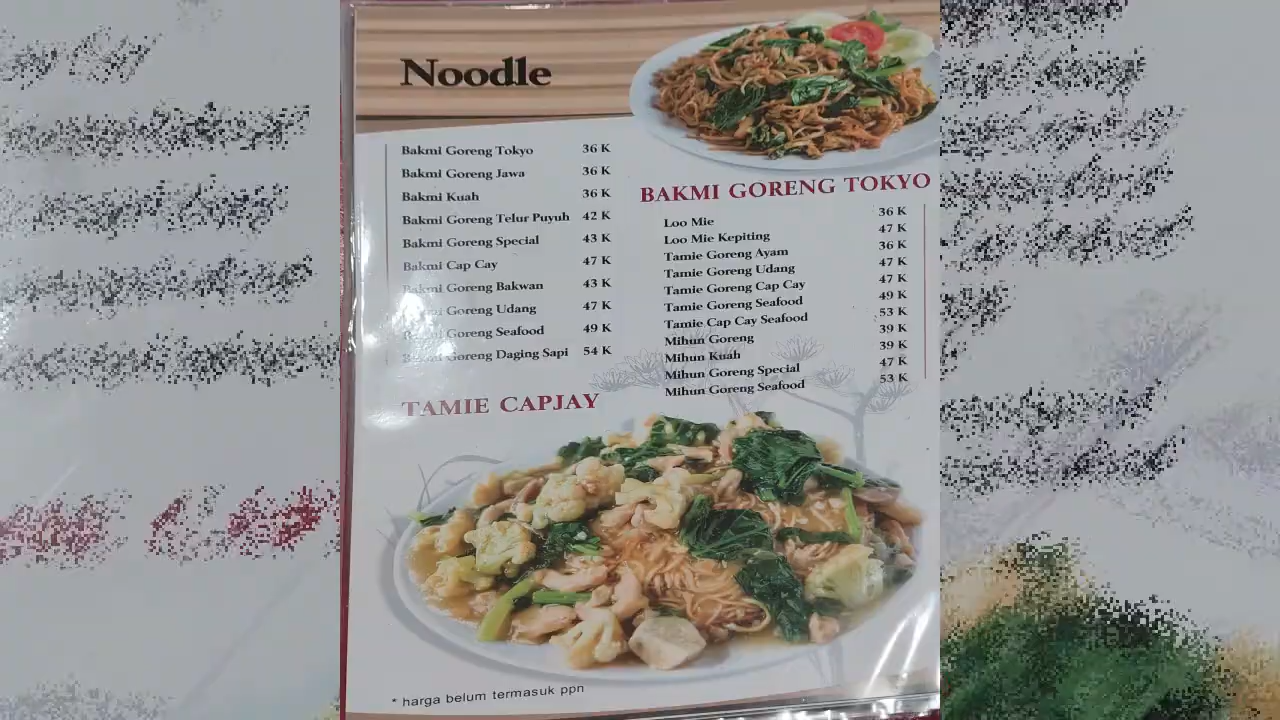 Noodle
Bakmi Goreng Tokyo 36 K
Bakmi Goreng Jawa 36 K
Bakmi Kuah 36 K
Bakmi Goreng Telur Puyuh 42 K
Bakmi Goreng Special 43 K
Bakmi Cap Cay 47 K
Bakmi Goreng Bakwan 43 K
Bakmi Goreng Udang 47 K
Bakmi Goreng Seafood 49 K
Bakmi Goreng Daging Sapi 54 K
TAMIE CAPJAY
BAKMI GORENG TOKYO
Loo Mie 36 K
Loo Mie Kepiting 47 K
Tamie Goreng Ayam 36 K
Tamie Goreng Udang 47 K
Tamie Goreng Cap Cay 47 K
Tamie Goreng Seafood 49 K
Tamie Cap Cay Seafood 53 K
Mihun Goreng 39 K
Mihun Kuah 39 K
Mihun Goreng Special 47 K
Mihun Goreng Seafood 53 K
* harga belum termasuk ppn